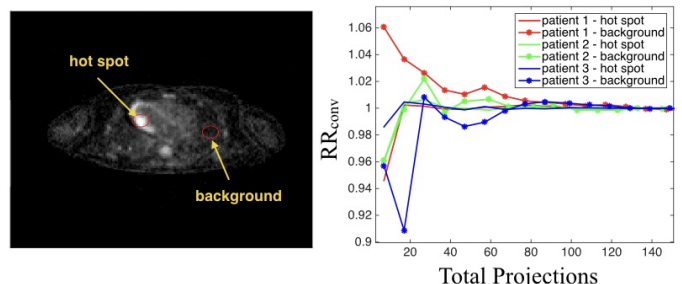 hot spot
background
patient 1 - hot spot
patient 1 - background
patient 2 - hot spot
patient 2 - background
patient 3 - hot spot
patient 3 - background
1.06
1.04
1.02
1
0.98
0.96
0.94
0.92
0.9
RRconv
20 40 60 80 100 120 140
Total Projections